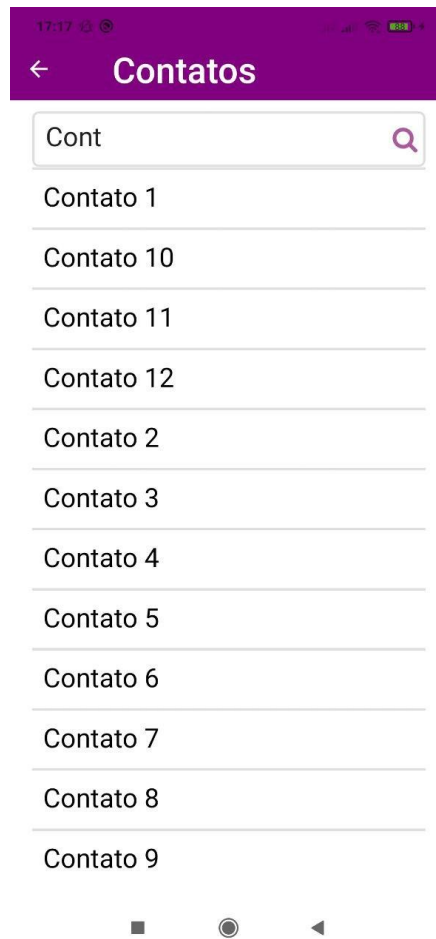 17:17
88
Contatos
Cont
Contato 1
Contato 10
Contato 11
Contato 12
Contato 2
Contato 3
Contato 4
Contato 5
Contato 6
Contato 7
Contato 8
Contato 9